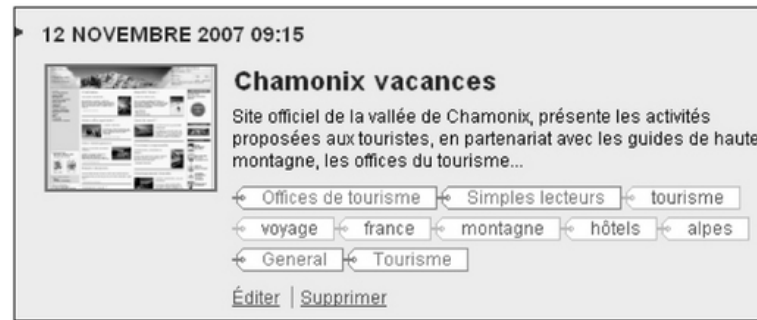 12 NOVEMBRE 2007 09:15
Chamonix vacances
Site officiel de la vallée de Chamonix, présente les activités
proposées aux touristes, en partenariat avec les guides de haute
montagne, les offices du tourisme...
Offices de tourisme Simples lecteurs tourisme
voyage france montagne hôtels alpes
General Tourisme
Éditer | Supprimer